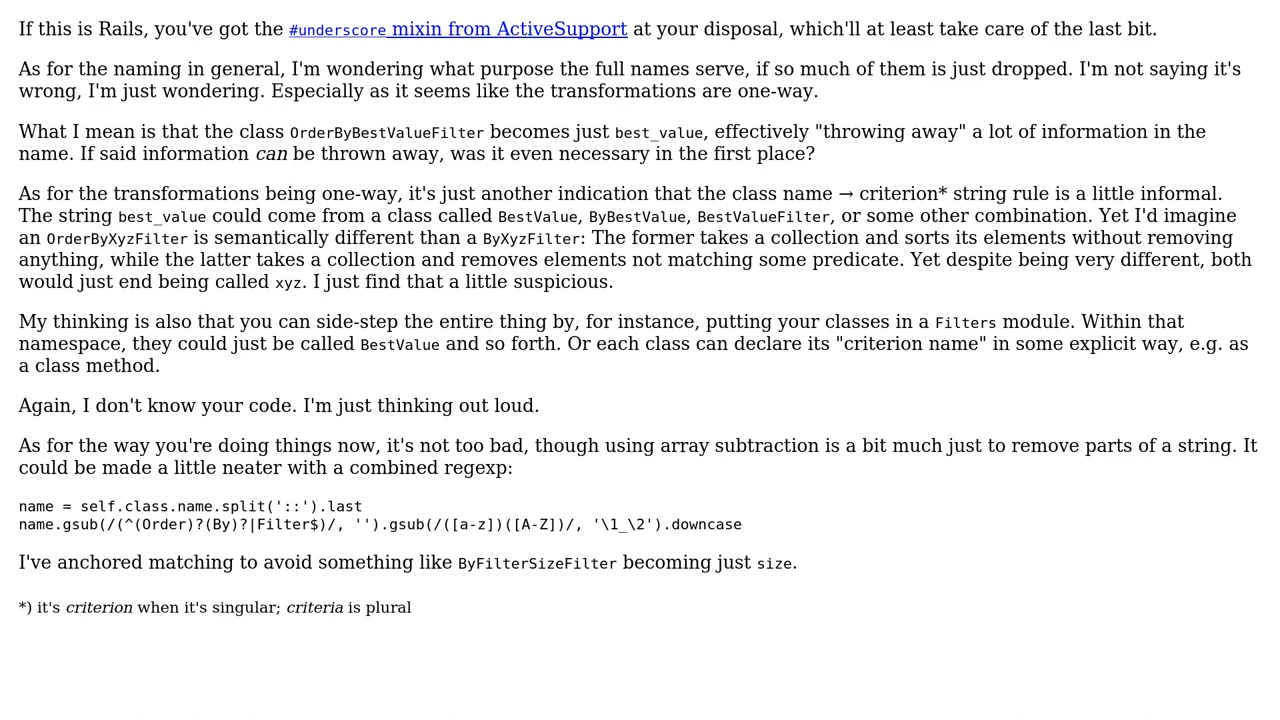 If this is Rails, you've got the #underscore mixin from ActiveSupport at your disposal, which'll at least take care of the last bit.
As for the naming in general, I'm wondering what purpose the full names serve, if so much of them is just dropped. I'm not saying it's
wrong, I'm just wondering. Especially as it seems like the transformations are one-way.
What I mean is that the class OrderByBestValueFilter becomes just best_value, effectively "throwing away" a lot of information in the
name. If said information can be thrown away, was it even necessary in the first place?
As for the transformations being one-way, it's just another indication that the class name → criterion* string rule is a little informal.
The string best_value could come from a class called BestValue, ByBestValue, BestValueFilter, or some other combination. Yet I'd imagine
an OrderByXyzFilter is semantically different than a ByXyzFilter: The former takes a collection and sorts its elements without removing
anything, while the latter takes a collection and removes elements not matching some predicate. Yet despite being very different, both
would just end being called xyz. I just find that a little suspicious.
My thinking is also that you can side-step the entire thing by, for instance, putting your classes in a Filters module. Within that
namespace, they could just be called BestValue and so forth. Or each class can declare its "criterion name" in some explicit way, e.g. as
a class method.
Again, I don't know your code. I'm just thinking out loud.
As for the way you're doing things now, it's not too bad, though using array subtraction is a bit much just to remove parts of a string. It
could be made a little neater with a combined regexp:
name = self.class.name.split('::').last
name.gsub(/(^(Order)?(By)?|Filter$)/, '').gsub(/([a-z])([A-Z])/, '\1_\2').downcase
I've anchored matching to avoid something like ByFilterSizeFilter becoming just size.
*) it's criterion when it's singular; criteria is plural